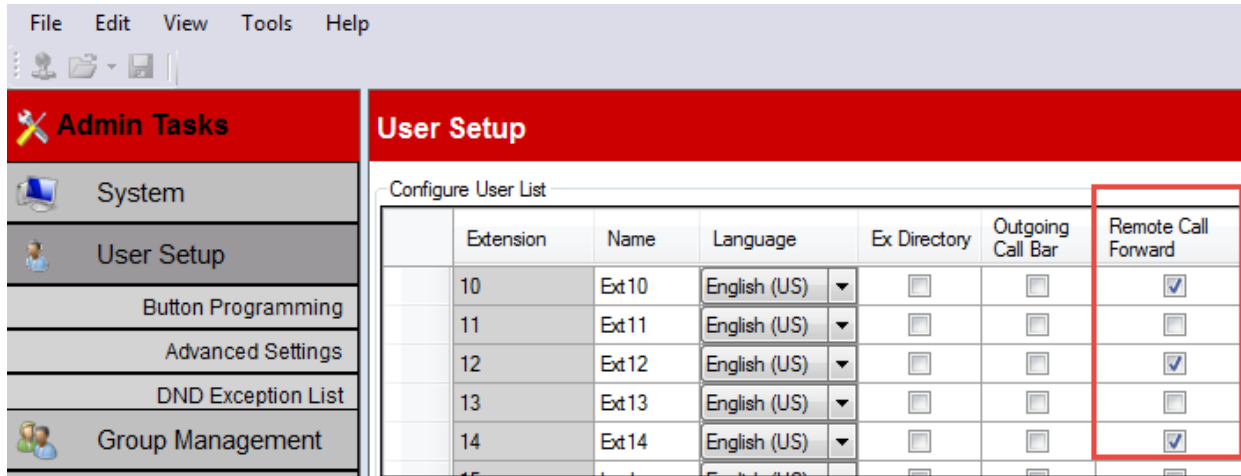 File Edit View Tools Help
Admin Tasks
System
User Setup
Button Programming
Advanced Settings
DND Exception List
Group Management
User Setup
Configure User List
Extension Name Language Ex Directory Outgoing Call Bar Remote Call Forward
10 Ext10 English (US)
11 Ext11 English (US)
12 Ext12 English (US)
13 Ext13 English (US)
14 Ext14 English (US)